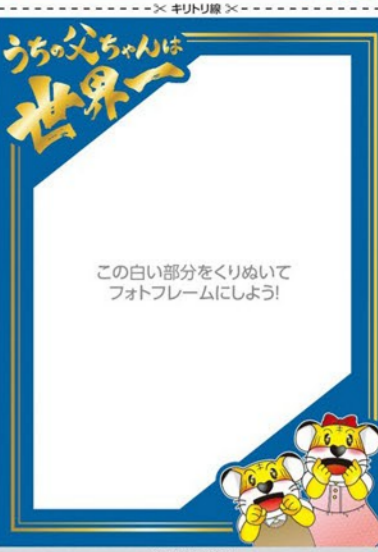 キリトリ線
うちの父ちゃんは
世界一
この白い部分をくりぬいて
フォトフレームにしよう!